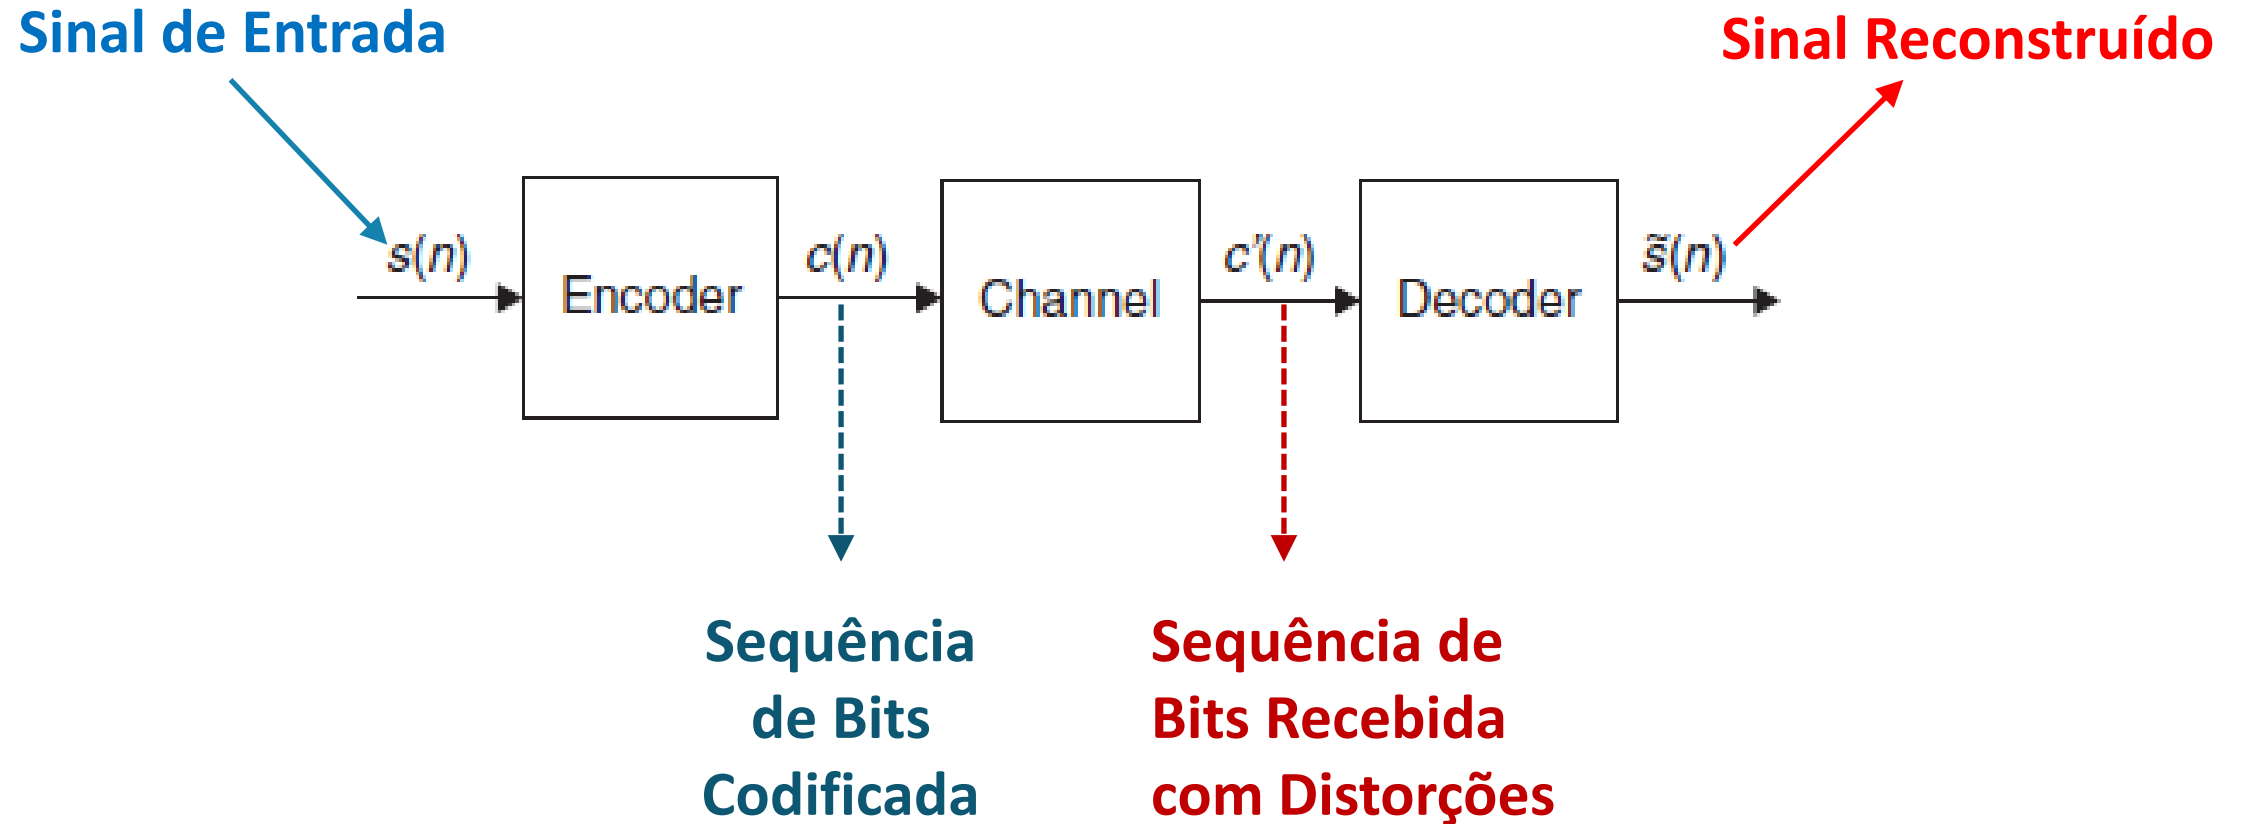 Sinal de Entrada
Sinal Reconstruído
s(n)
Encoder
c(n)
Channel
c'(n)
Decoder
s̃(n)
Sequência
de Bits
Codificada
Sequência de
Bits Recebida
com Distorções